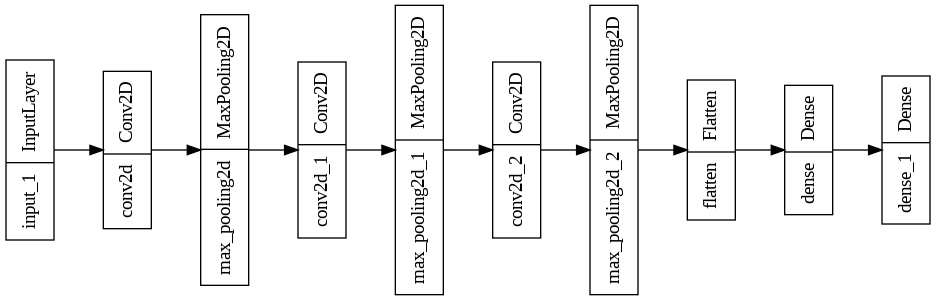 input_1
InputLayer
conv2d
Conv2D
max_pooling2d
MaxPooling2D
conv2d_1
Conv2D
max_pooling2d_1
MaxPooling2D
conv2d_2
Conv2D
max_pooling2d_2
MaxPooling2D
flatten
Flatten
dense
Dense
dense_1
Dense